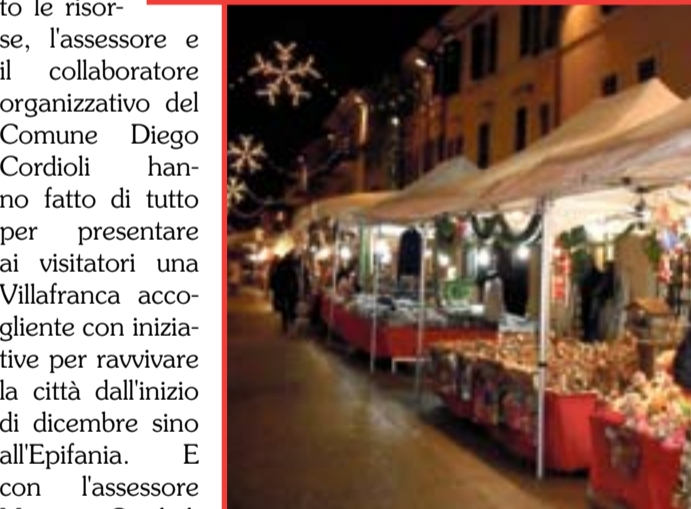 to le risor-
se, l'assessore e
il collaboratore
organizzativo del
Comune Diego
Cordioli han-
no fatto di tutto
per presentare
ai visitatori una
Villafranca acco-
gliente con inizia-
tive per ravvivare
la città dall'inizio
di dicembre sino
all'Epifania. E
con l'assessore